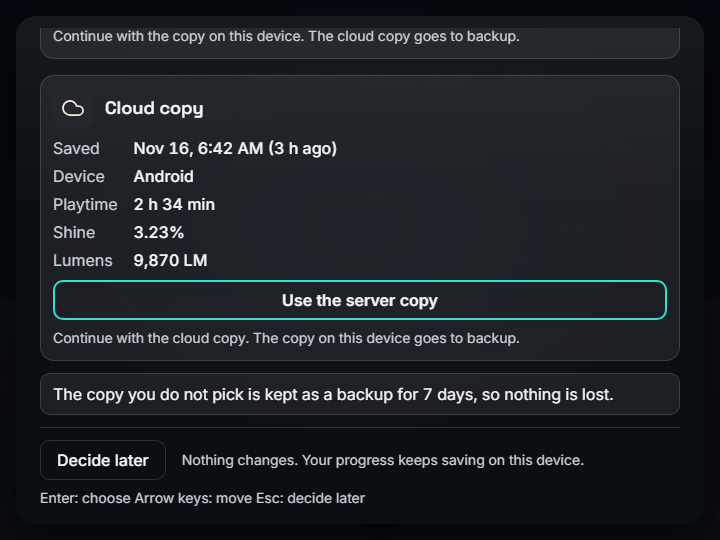 Continue with the copy on this device. The cloud copy goes to backup.
Cloud copy
Saved Nov 16, 6:42 AM (3 h ago)
Device Android
Playtime 2 h 34 min
Shine 3.23%
Lumens 9,870 LM
Use the server copy
Continue with the cloud copy. The copy on this device goes to backup.
The copy you do not pick is kept as a backup for 7 days, so nothing is lost.
Decide later Nothing changes. Your progress keeps saving on this device.
Enter: choose Arrow keys: move Esc: decide later